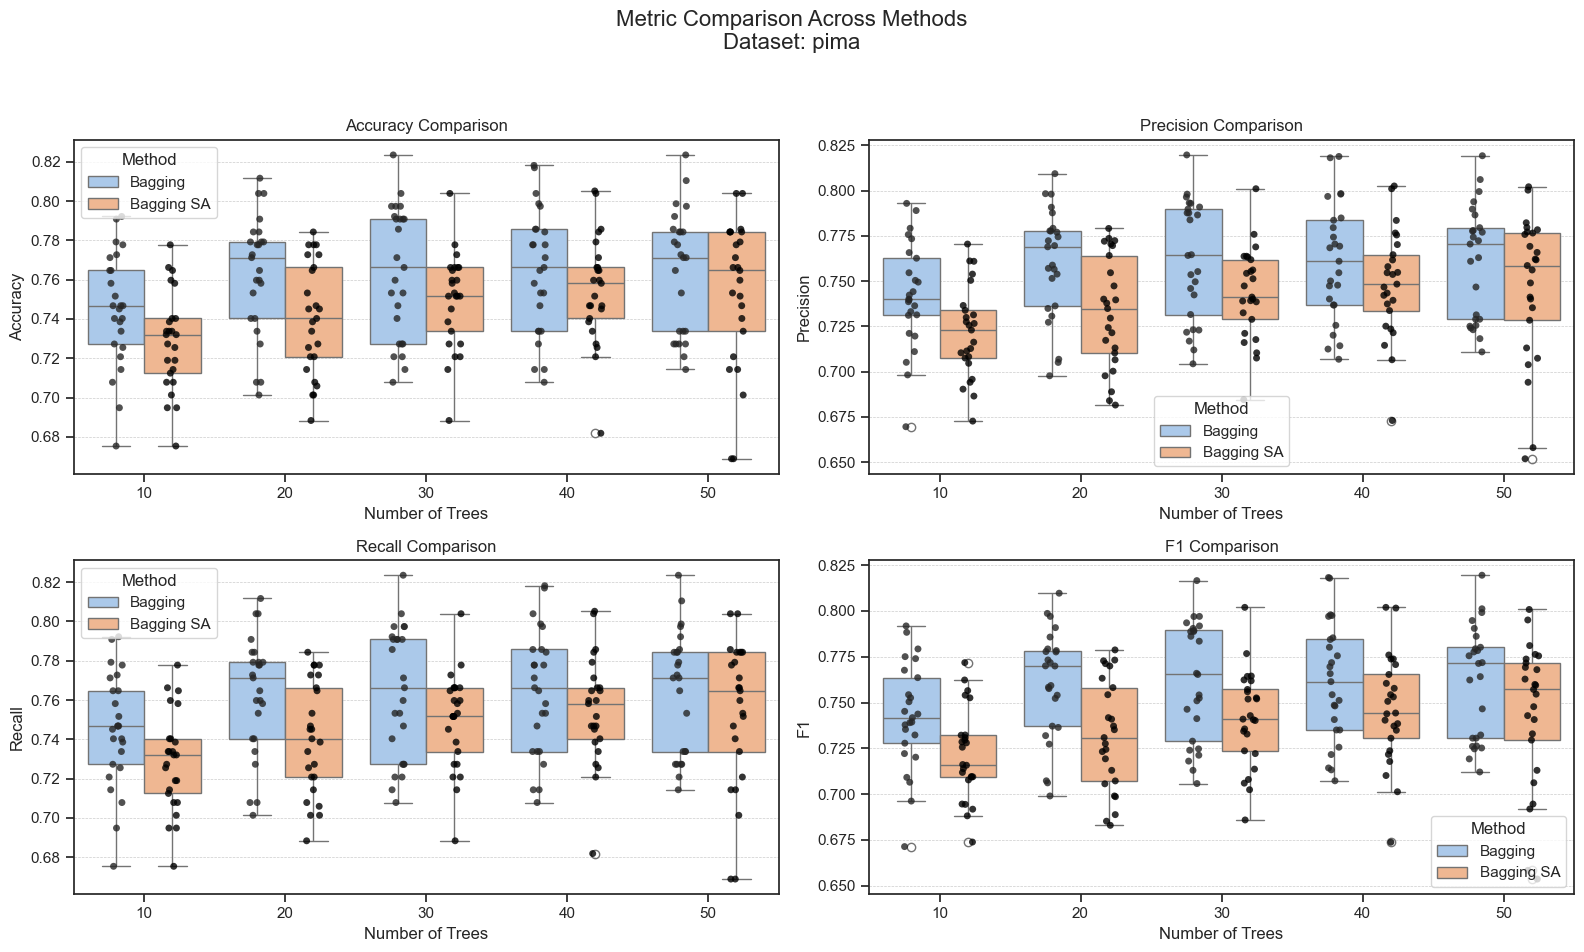 Metric Comparison Across Methods
Dataset: pima
Accuracy Comparison
Method
Bagging
Bagging SA
Accuracy
0.82
0.80
0.78
0.76
0.74
0.72
0.70
0.68
10 20 30 40 50
Number of Trees
Precision Comparison
Method
Bagging
Bagging SA
Precision
0.825
0.800
0.775
0.750
0.725
0.700
0.675
0.650
10 20 30 40 50
Number of Trees
Recall Comparison
Method
Bagging
Bagging SA
Recall
0.82
0.80
0.78
0.76
0.74
0.72
0.70
0.68
10 20 30 40 50
Number of Trees
F1 Comparison
Method
Bagging
Bagging SA
F1
0.825
0.800
0.775
0.750
0.725
0.700
0.675
0.650
10 20 30 40 50
Number of Trees